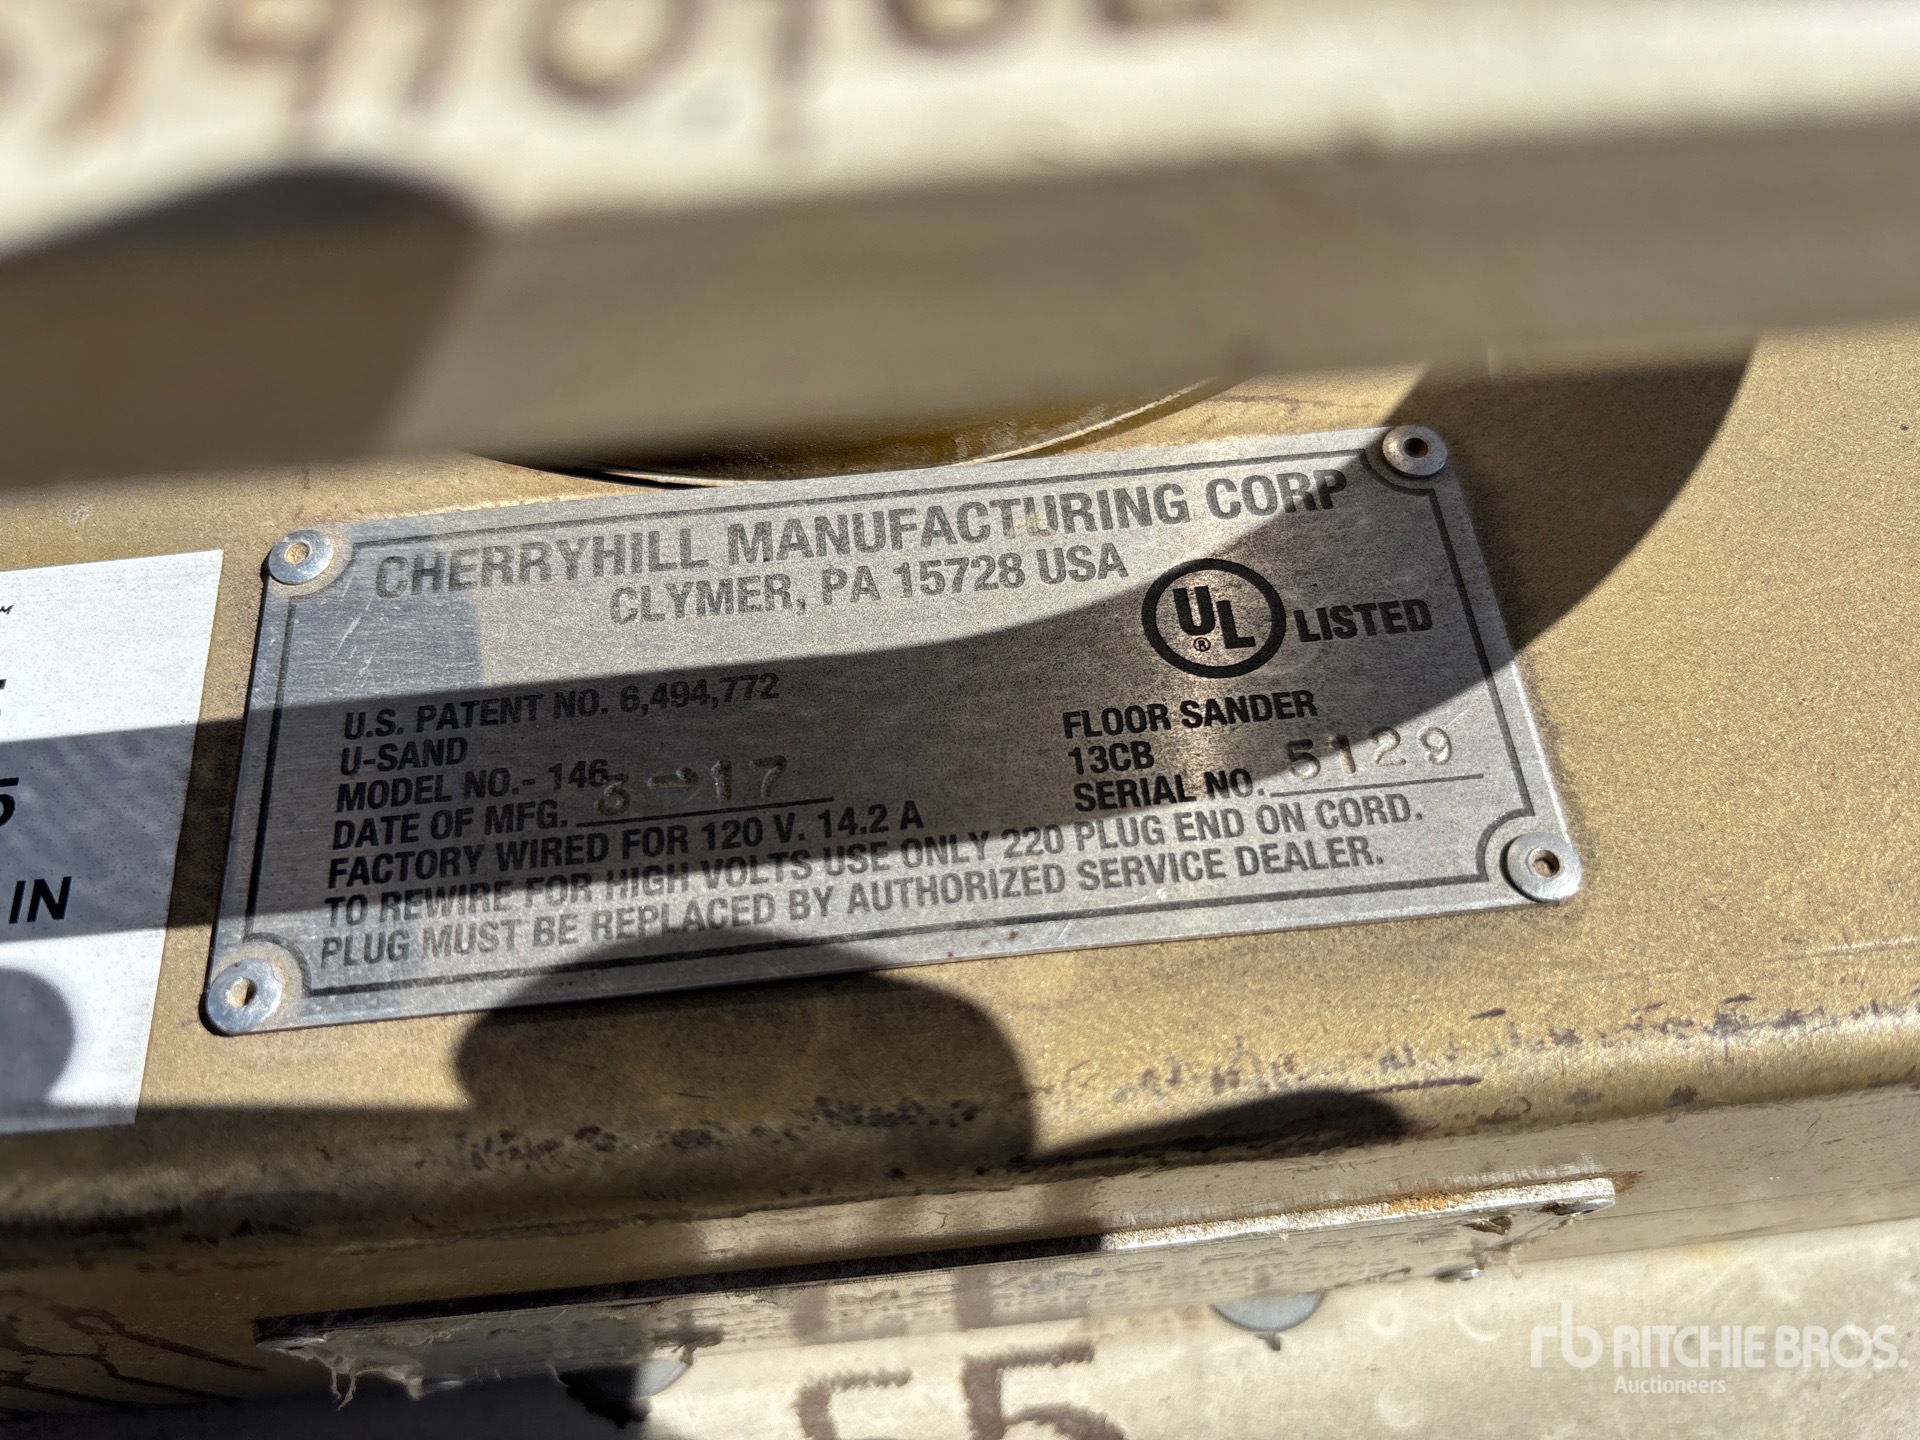 CHERRYHILL MANUFACTURING CORP
CLYMER, PA 15728 USA
UL® LISTED
U.S. PATENT NO. 6,494,772
U-SAND
MODEL NO.- 146
DATE OF MFG. -17
FLOOR SANDER
13CB
SERIAL NO. 5129
FACTORY WIRED FOR 120 V. 14.2 A
TO REWIRE FOR HIGH VOLTS USE ONLY 220 PLUG END ON CORD.
PLUG MUST BE REPLACED BY AUTHORIZED SERVICE DEALER.
5
IN
55
rb RITCHIE BROS.
Auctioneers